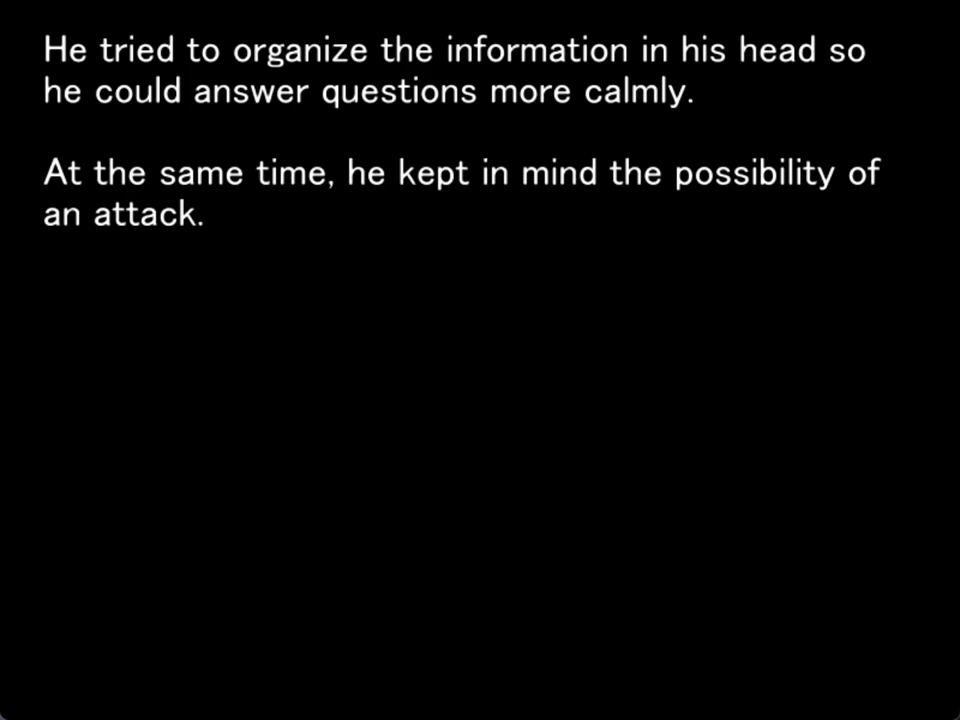 He tried to organize the information in his head so
he could answer questions more calmly.
At the same time, he kept in mind the possibility of
an attack.